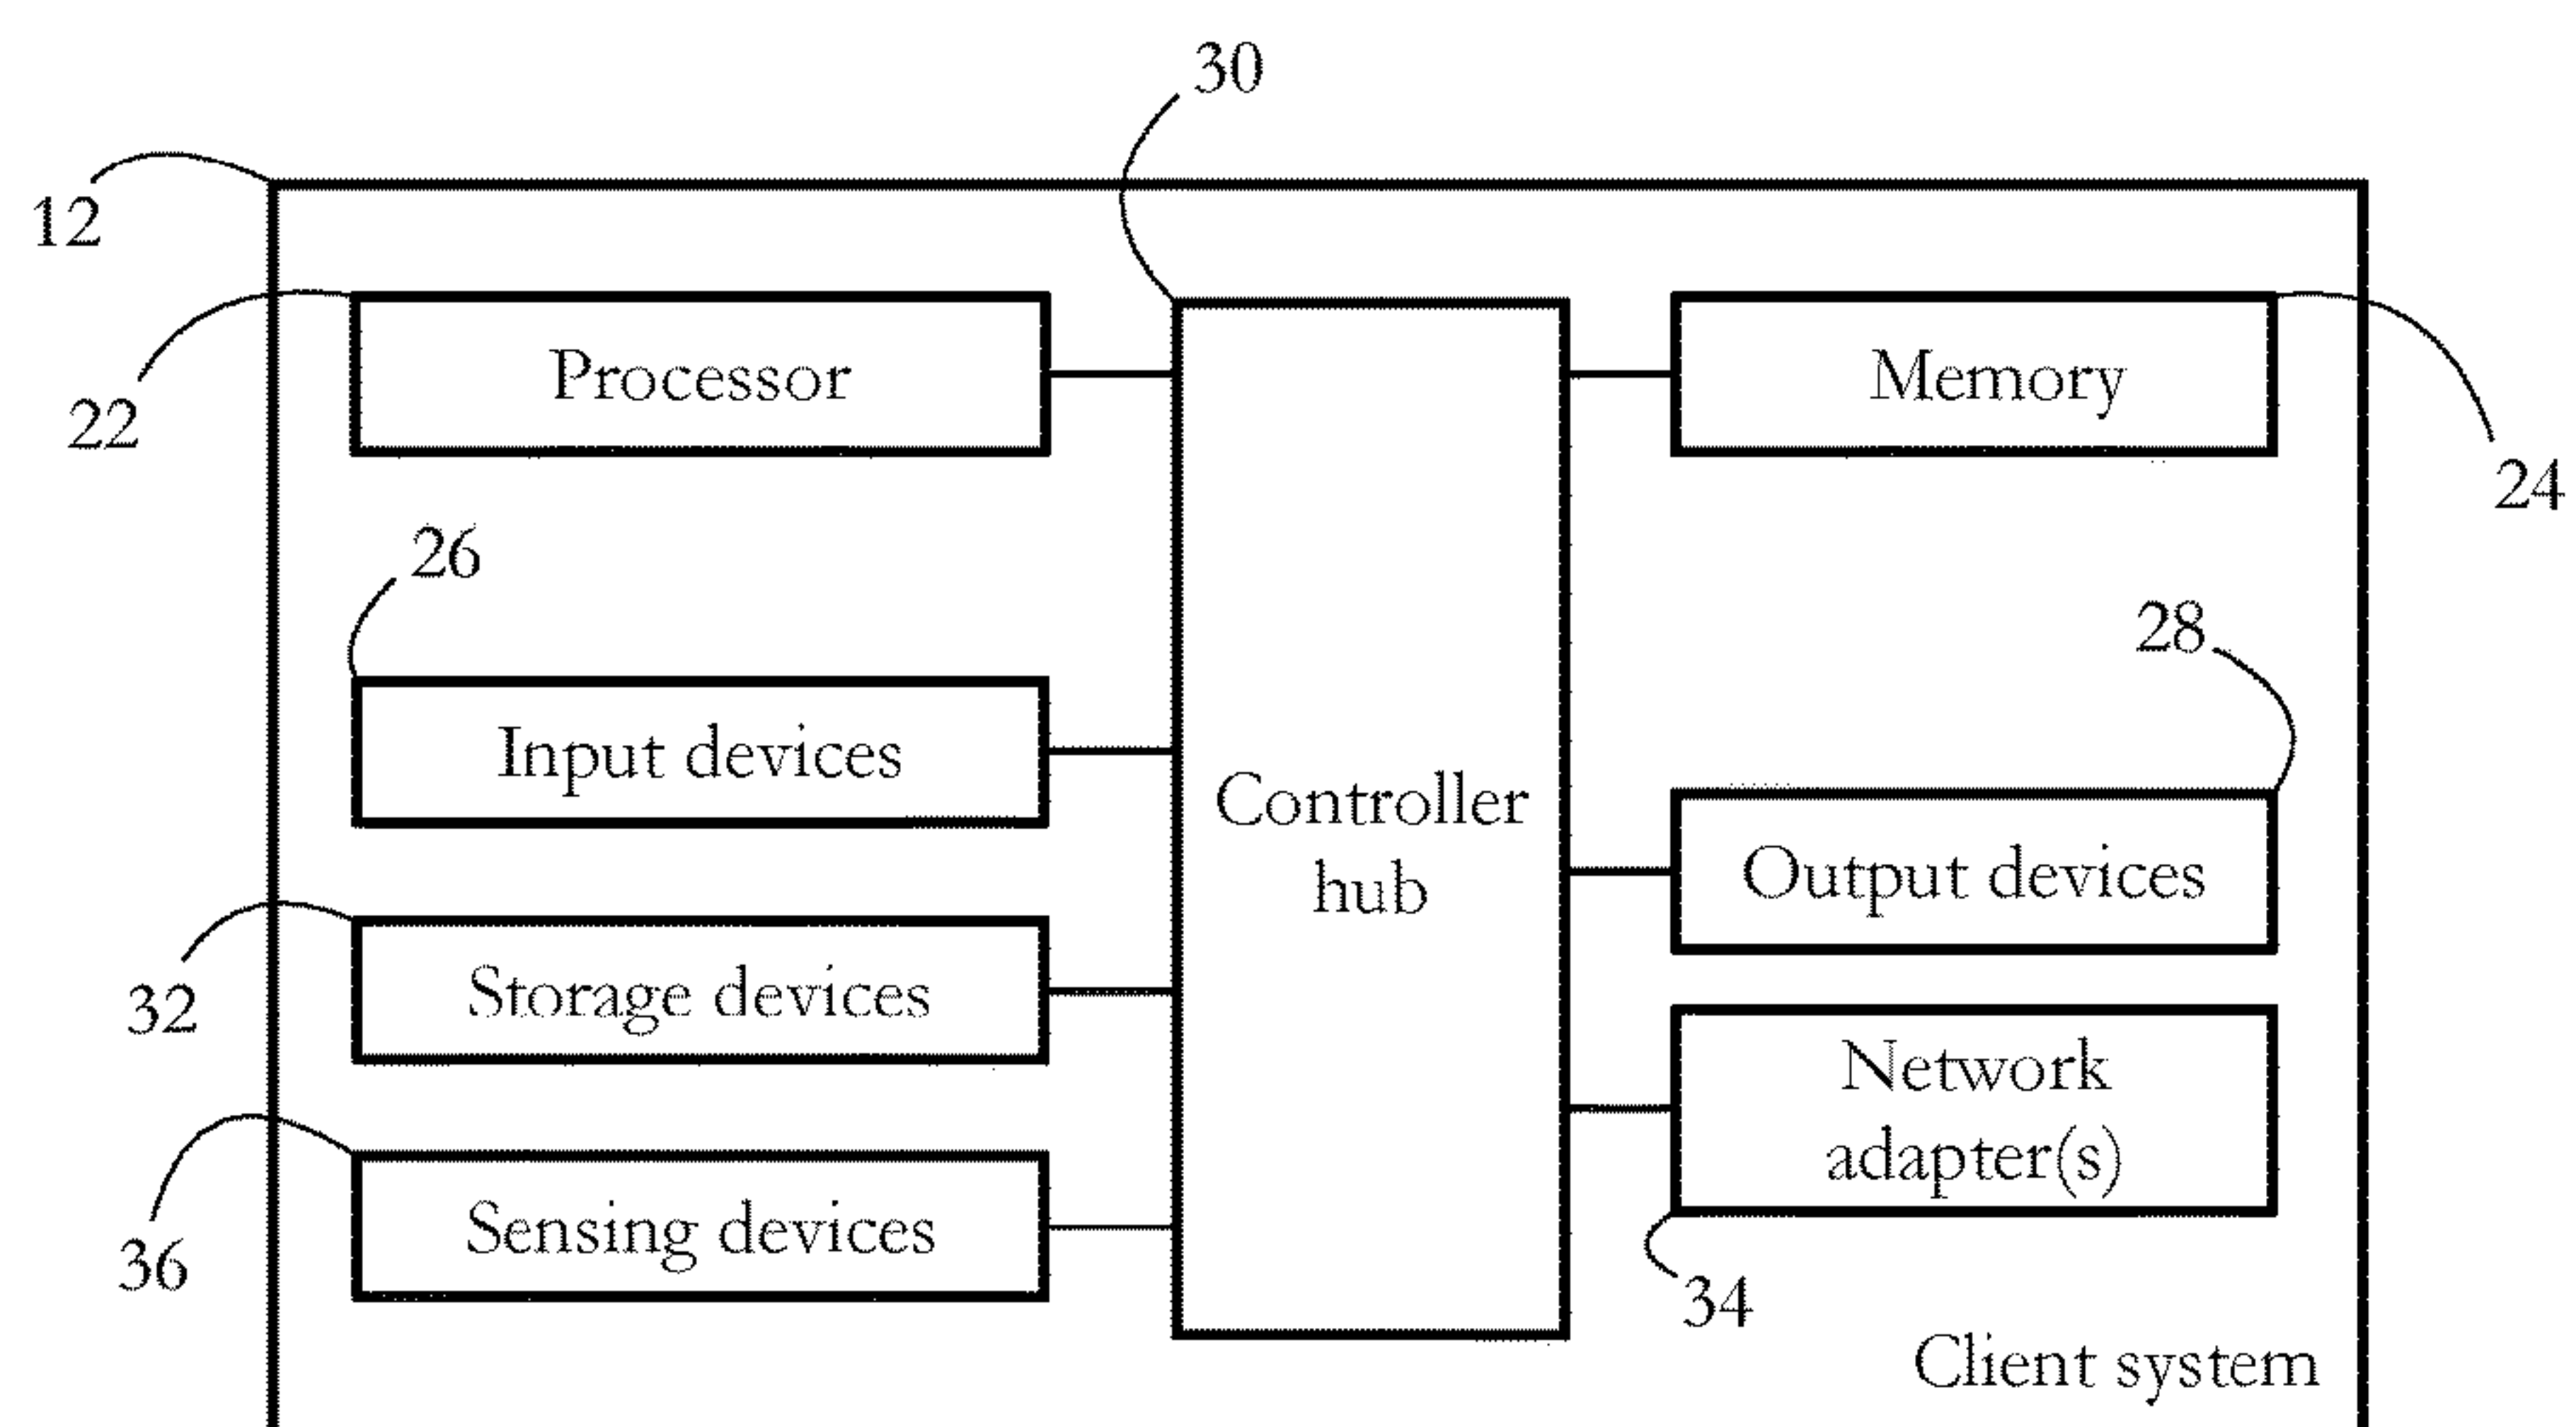 30
12
22
Processor
Memory
24
26
28
Input devices
Controller
hub
Output devices
32
Storage devices
Network
adapter(s)
36
Sensing devices
34
Client system